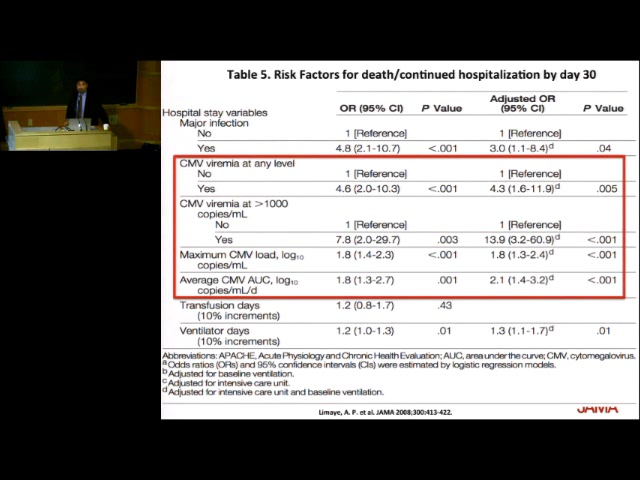 Table 5. Risk Factors for death/continued hospitalization by day 30
Hospital stay variables OR (95% CI) P Value Adjusted OR (95% CI) P Value
Major infection
No 1 [Reference] 1 [Reference]
Yes 4.8 (2.1-10.7) <.001 3.0 (1.1-8.4)d .04
CMV viremia at any level
No 1 [Reference] 1 [Reference]
Yes 4.6 (2.0-10.3) <.001 4.3 (1.6-11.9)d .005
CMV viremia at >1000
copies/mL
No 1 [Reference] 1 [Reference]
Yes 7.8 (2.0-29.7) .003 13.9 (3.2-60.9)d <.001
Maximum CMV load, log10 1.8 (1.4-2.3) <.001 1.8 (1.3-2.4)d <.001
copies/mL
Average CMV AUC, log10 1.8 (1.3-2.7) .001 2.1 (1.4-3.2)d <.001
copies/mL/d
Transfusion days 1.2 (0.8-1.7) .43
(10% increments)
Ventilator days 1.2 (1.0-1.3) .01 1.3 (1.1-1.7)d .01
(10% increments)
Abbreviations: APACHE, Acute Physiology and Chronic Health Evaluation; AUC, area under the curve; CMV, cytomegalovirus.
a Odds ratios (ORs) and 95% confidence intervals (CIs) were estimated by logistic regression models.
b Adjusted for baseline ventilation.
c Adjusted for intensive care unit.
d Adjusted for intensive care unit and baseline ventilation.
Limaye, A. P. et al. JAMA 2008;300:413-422.
JAMA